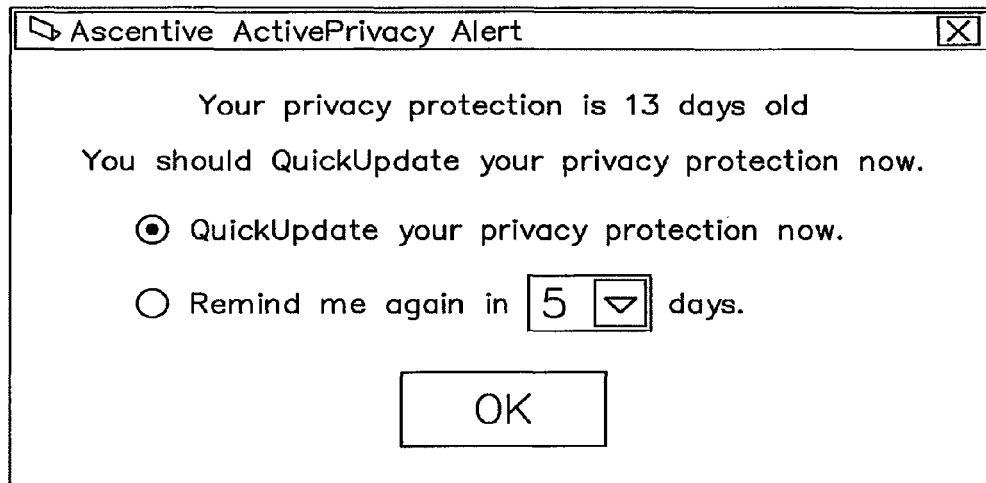 Ascentive ActivePrivacy Alert
Your privacy protection is 13 days old
You should QuickUpdate your privacy protection now.
QuickUpdate your privacy protection now.
Remind me again in 5 days.
OK